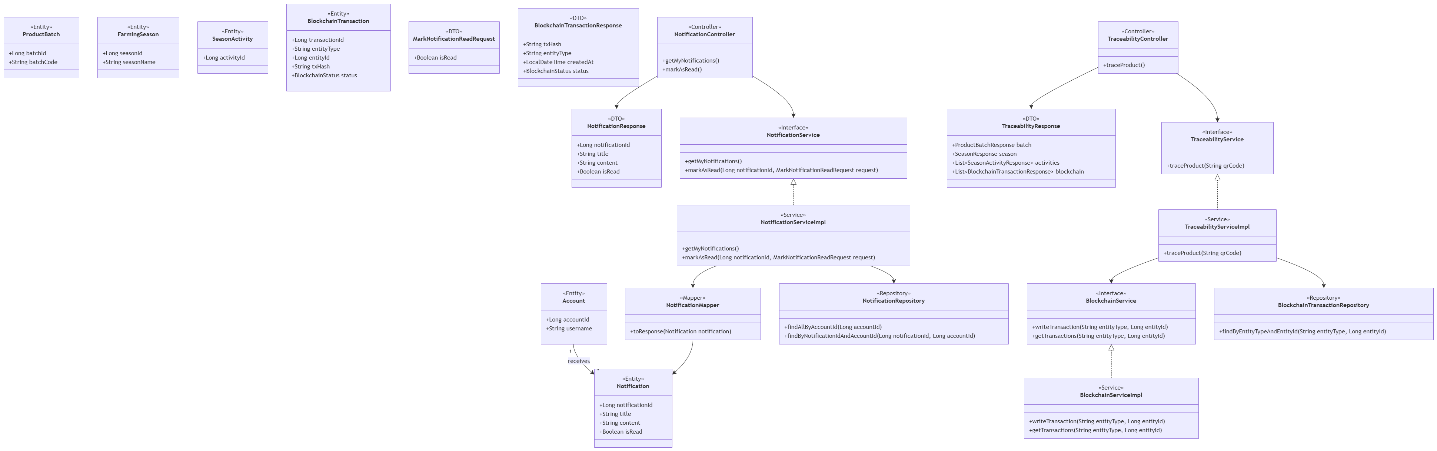 «Entity»
ProductBatch
+Long batchId
+String batchCode
«Entity»
FarmingSeason
+Long seasonId
+String seasonName
«Entity»
SeasonActivity
+Long activityId
«Entity»
BlockchainTransaction
+Long transactionId
+String entityType
+Long entityId
+String txHash
+BlockchainStatus status
«DTO»
MarkNotificationReadRequest
+Boolean isRead
«DTO»
BlockchainTransactionResponse
+String txHash
+String entityType
+LocalDateTime createdAt
+BlockchainStatus status
«Controller»
NotificationController
+getMyNotifications()
+markAsRead()
«Controller»
TraceabilityController
+traceProduct()
«DTO»
NotificationResponse
+Long notificationId
+String title
+String content
+Boolean isRead
«Interface»
NotificationService
+getMyNotifications()
+markAsRead(Long notificationId, MarkNotificationReadRequest request)
«DTO»
TraceabilityResponse
+ProductBatchResponse batch
+SeasonResponse season
+List<SeasonActivityResponse> activities
+List<BlockchainTransactionResponse> blockchain
«Interface»
TraceabilityService
+traceProduct(String qrCode)
«Service»
NotificationServiceImpl
+getMyNotifications()
+markAsRead(Long notificationId, MarkNotificationReadRequest request)
«Service»
TraceabilityServiceImpl
+traceProduct(String qrCode)
«Entity»
Account
+Long accountId
+String username
«Mapper»
NotificationMapper
+toResponse(Notification notification)
«Repository»
NotificationRepository
+findAllByAccountId(Long accountId)
+findByNotificationIdAndAccountId(Long notificationId, Long accountId)
«Interface»
BlockchainService
+writeTransaction(String entityType, Long entityId)
+getTransactions(String entityType, Long entityId)
«Repository»
BlockchainTransactionRepository
+findByEntityTypeAndEntityId(String entityType, Long entityId)
1
receives
*
«Entity»
Notification
+Long notificationId
+String title
+String content
+Boolean isRead
«Service»
BlockchainServiceImpl
+writeTransaction(String entityType, Long entityId)
+getTransactions(String entityType, Long entityId)